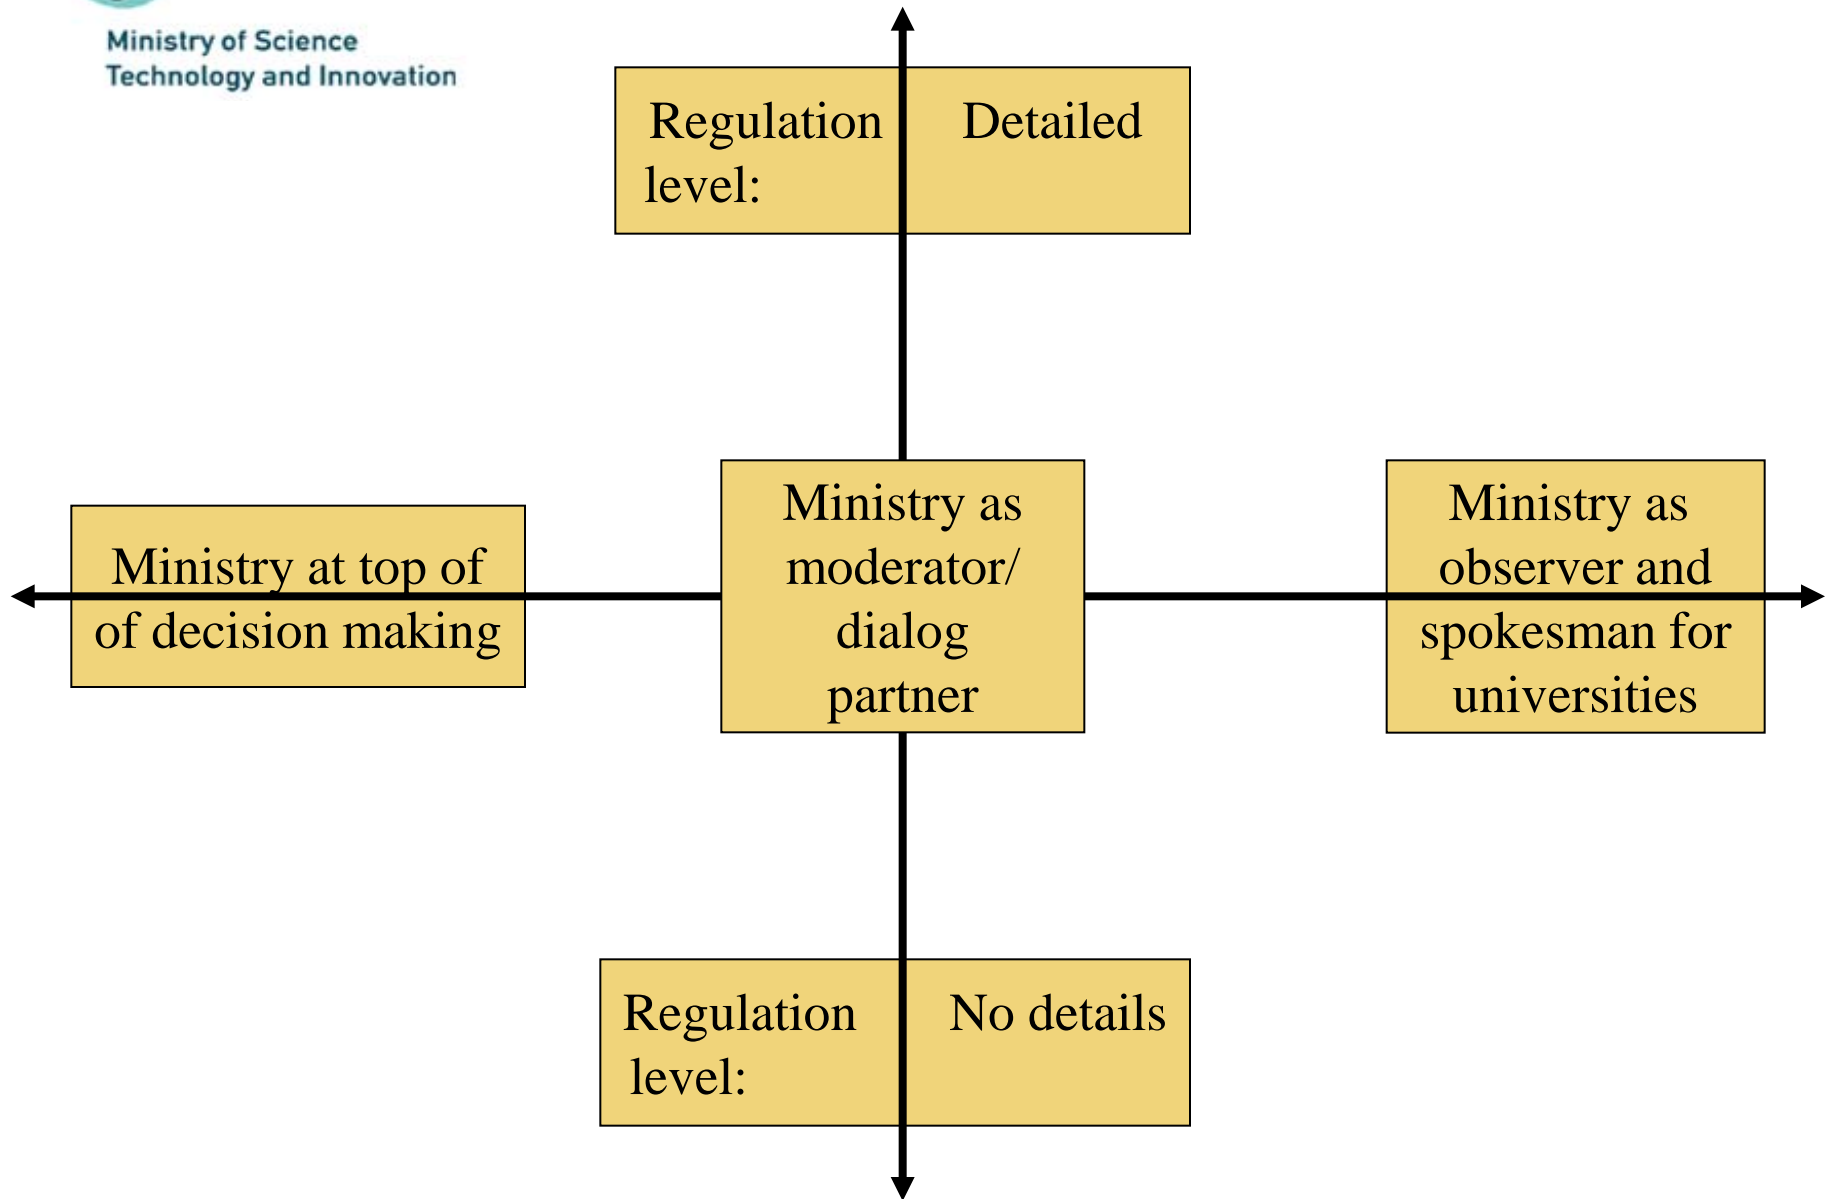 Ministry of Science
Technology and Innovation
Regulation Detailed
level:
Ministry at top of
of decision making
Ministry as
moderator/
dialog
partner
Ministry as
observer and
spokesman for
universities
Regulation No details
level: